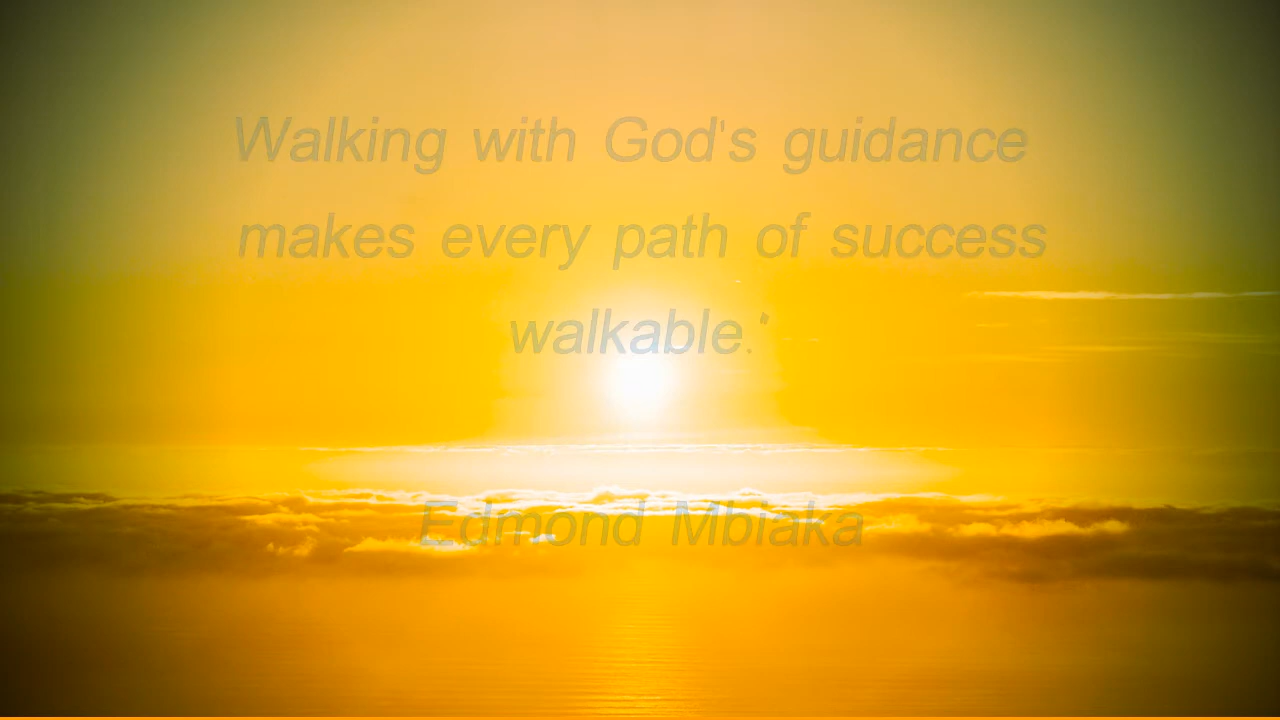 Walking with God's guidance
makes every path of success
walkable.
Edmond Mbiaka